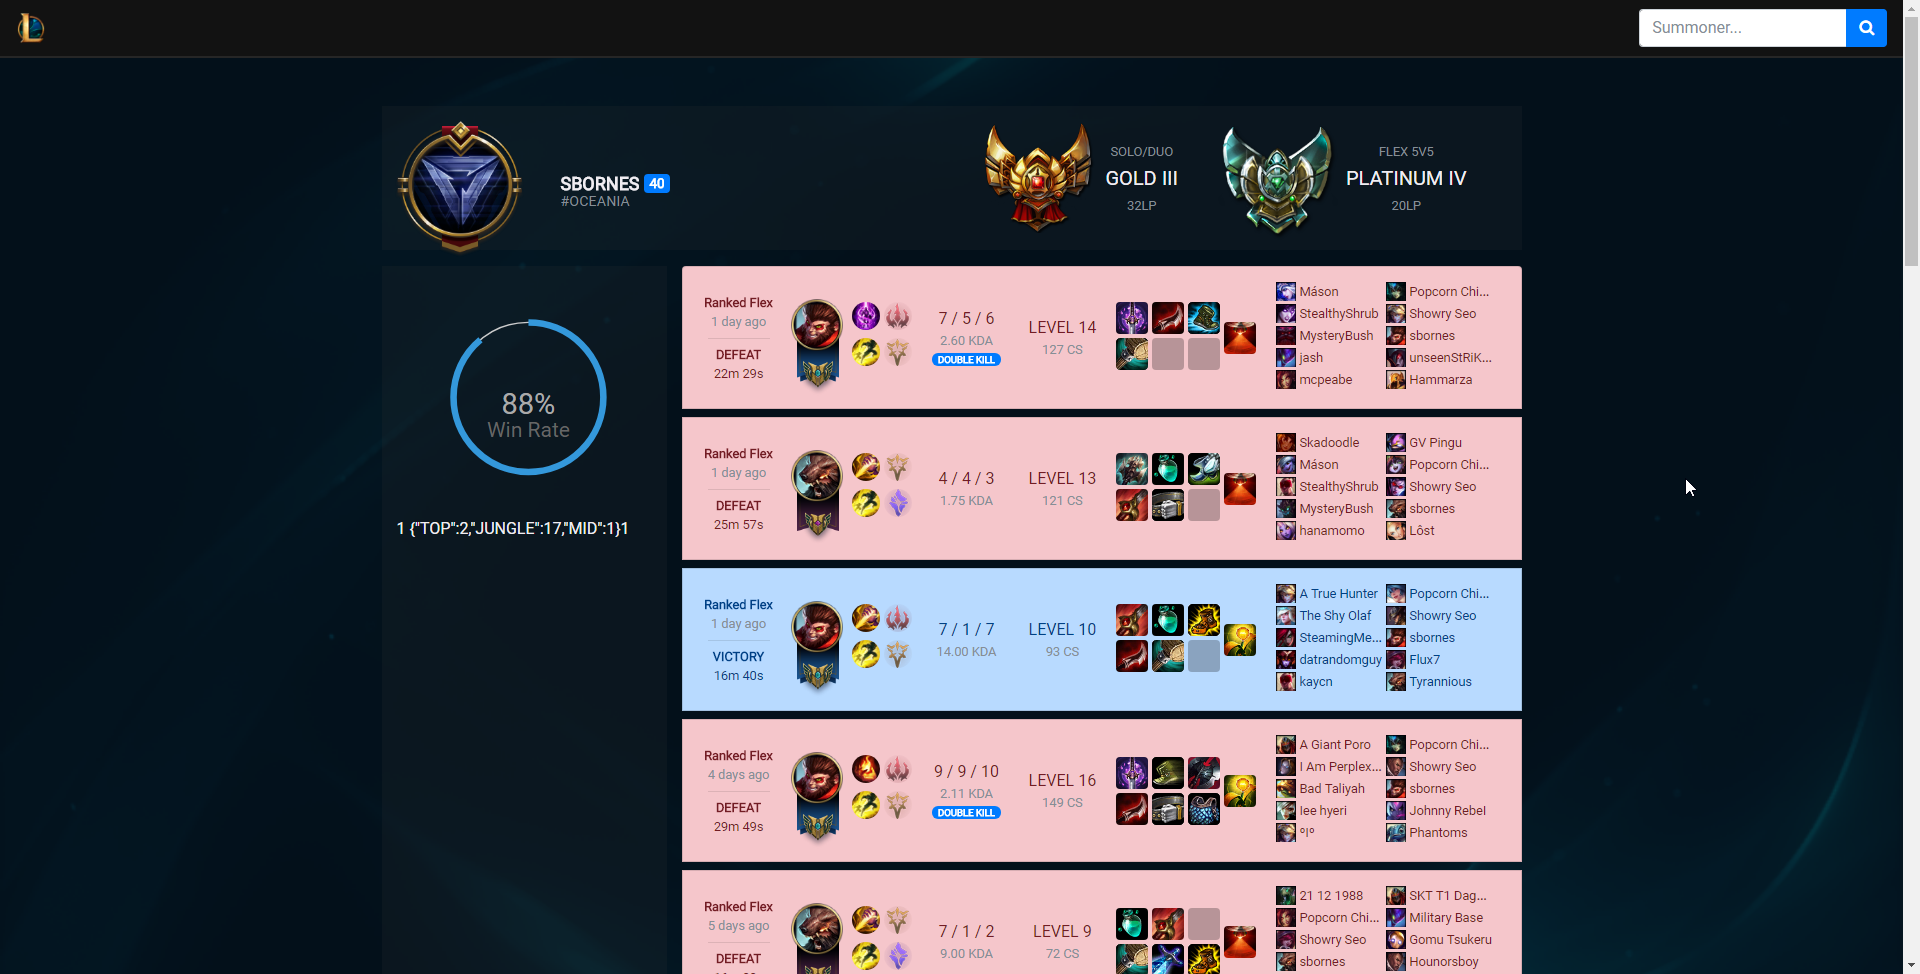 Summoner...
SBORNES 40
#OCEANIA
SOLO/DUO
GOLD III
32LP
FLEX 5V5
PLATINUM IV
20LP
88%
Win Rate
1 {"TOP":2,"JUNGLE":17,"MID":1}1
Ranked Flex
1 day ago
DEFEAT
22m 29s
7 / 5 / 6
2.60 KDA
DOUBLE KILL
LEVEL 14
127 CS
Máson
StealthyShrub
MysteryBush
jash
mcpeabe
Popcorn Chi...
Showry Seo
sbornes
unseenStRiK...
Hammarza
Ranked Flex
1 day ago
DEFEAT
25m 57s
4 / 4 / 3
1.75 KDA
LEVEL 13
121 CS
Skadoodle
Máson
StealthyShrub
MysteryBush
hanamomo
GV Pingu
Popcorn Chi...
Showry Seo
sbornes
Lôst
Ranked Flex
1 day ago
VICTORY
16m 40s
7 / 1 / 7
14.00 KDA
LEVEL 10
93 CS
A True Hunter
The Shy Olaf
SteamingMe...
datrandomguy
kaycn
Popcorn Chi...
Showry Seo
sbornes
Flux7
Tyrannious
Ranked Flex
4 days ago
DEFEAT
29m 49s
9 / 9 / 10
2.11 KDA
DOUBLE KILL
LEVEL 16
149 CS
A Giant Poro
I Am Perplex...
Bad Taliyah
Popcorn Chi...
Showry Seo
sbornes
Johnny Rebel
Phantoms
Ranked Flex
5 days ago
DEFEAT
7 / 1 / 2
9.00 KDA
LEVEL 9
72 CS
21 12 1988
Popcorn Chi...
Showry Seo
sbornes
SKT T1 Dag...
Military Base
Gomu Tsukeru
Hounorsboy